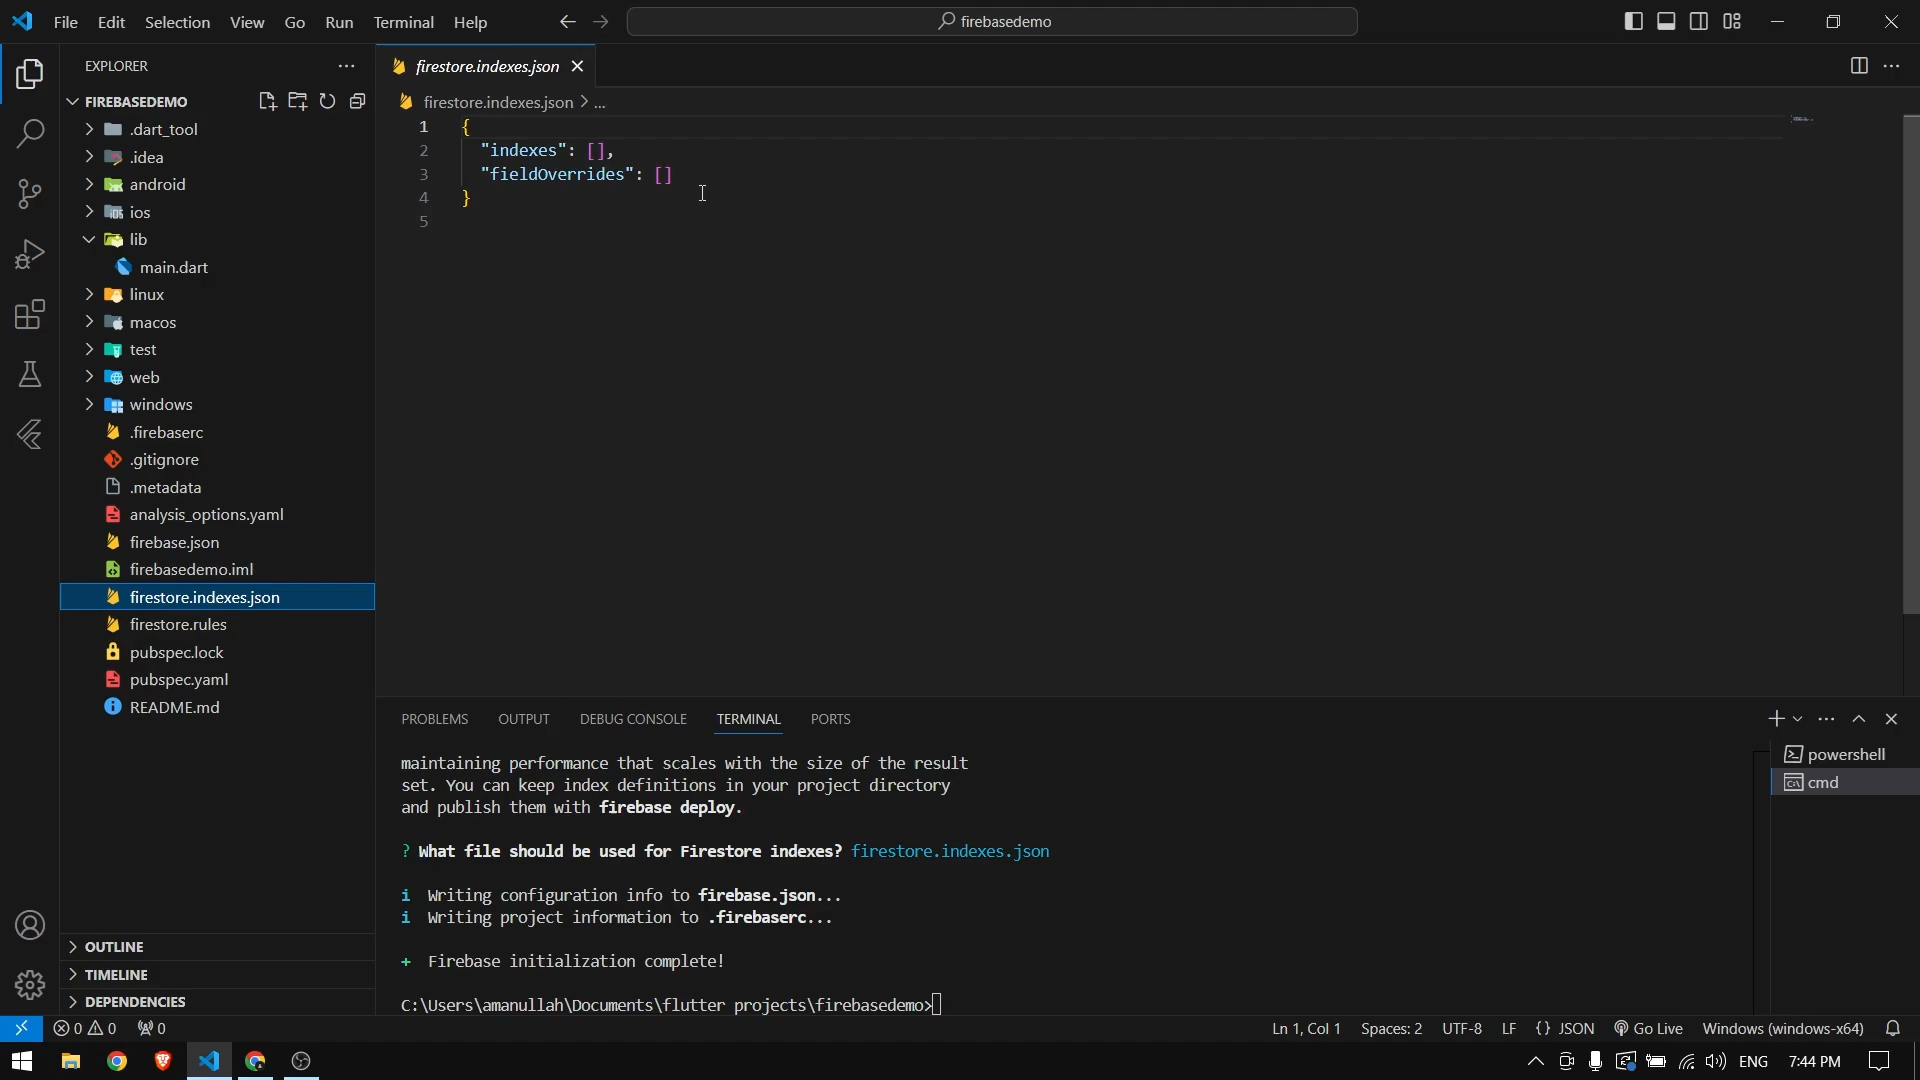 File Edit Selection View Go Run Terminal Help
firebasedemo
EXPLORER
FIREBASEDEMO
.dart_tool
.idea
android
ios
lib
main.dart
linux
macos
test
web
windows
.firebaserc
.gitignore
.metadata
analysis_options.yaml
firebase.json
firebasedemo.iml
firestore.indexes.json
firestore.rules
pubspec.lock
pubspec.yaml
README.md
OUTLINE
TIMELINE
DEPENDENCIES
firestore.indexes.json
firestore.indexes.json > ...
1 {
2 "indexes": [],
3 "fieldOverrides": []
4 }
5
PROBLEMS OUTPUT DEBUG CONSOLE TERMINAL PORTS
maintaining performance that scales with the size of the result
set. You can keep index definitions in your project directory
and publish them with firebase deploy.
? What file should be used for Firestore indexes? firestore.indexes.json
i Writing configuration info to firebase.json...
i Writing project information to .firebaserc...
+ Firebase initialization complete!
C:\Users\amanullah\Documents\flutter projects\firebasedemo>
powershell
cmd
0 0 0
Ln 1, Col 1 Spaces: 2 UTF-8 LF {} JSON Go Live Windows (windows-x64)
ENG 7:44 PM